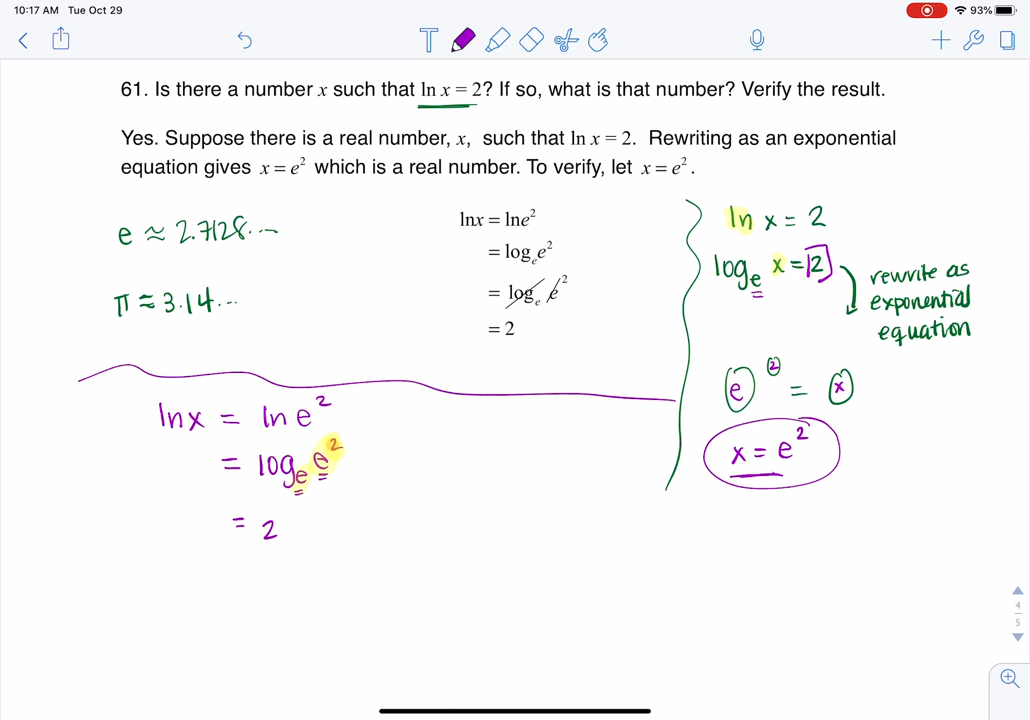 10:17 AM Tue Oct 29
93%
T
61. Is there a number x such that ln x = 2? If so, what is that number? Verify the result.
Yes. Suppose there is a real number, x, such that ln x = 2. Rewriting as an exponential
equation gives x = e² which is a real number. To verify, let x = e².
e ≈ 2.7128...
π ≈ 3.14...
lnx = lne²
= logₑe²
= logₑ e²
= 2
ln x = 2
logₑ x = 2
rewrite as
exponential
equation
e² = x
x = e²
lnx = ln e²
= logₑ e²
= 2
4
5